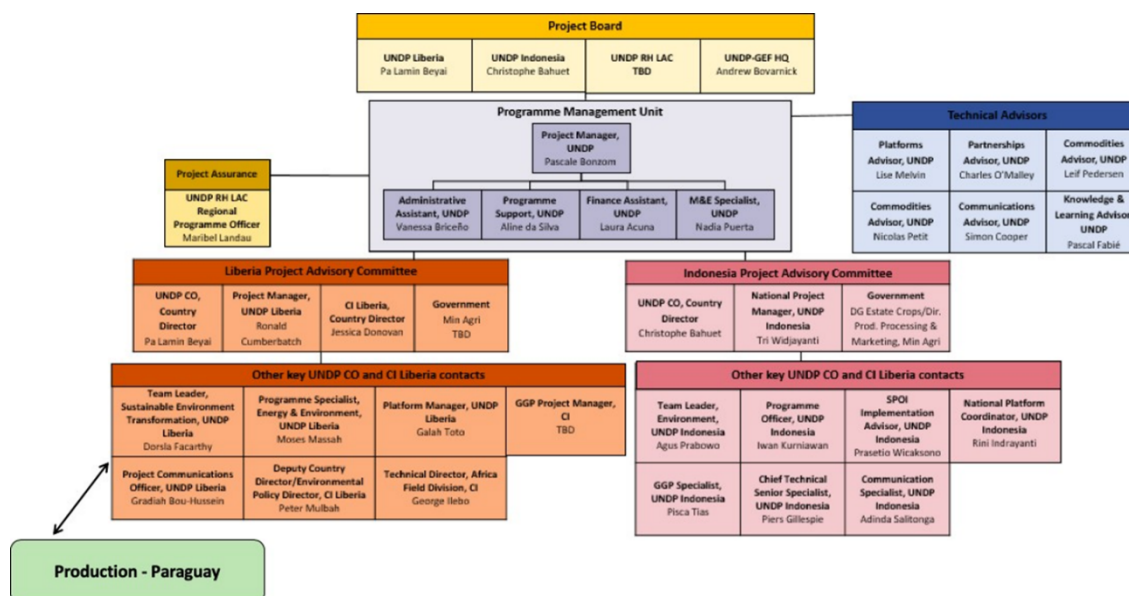 Project Board
UNDP Liberia
Pa Lamin Beyai
UNDP Indonesia
Christophe Bahuet
UNDP RH LAC
TBD
UNDP-GEF HQ
Andrew Bovarnick
Programme Management Unit
Project Manager,
UNDP
Pascale Bonzom
Administrative
Assistant, UNDP
Vanessa Briceño
Programme
Support, UNDP
Aline da Silva
Finance Assistant,
UNDP
Laura Acuna
M&E Specialist,
UNDP
Nadia Puerta
Technical Advisors
Platforms
Advisor, UNDP
Lise Melvin
Partnerships
Advisor, UNDP
Charles O'Malley
Commodities
Advisor, UNDP
Leif Pedersen
Commodities
Advisor, UNDP
Nicolas Petit
Communications
Advisor, UNDP
Simon Cooper
Knowledge &
Learning Advisor
UNDP
Pascal Fabié
Project Assurance
UNDP RH LAC
Regional
Programme Officer
Maribel Landau
Liberia Project Advisory Committee
UNDP CO,
Country
Director
Pa Lamin Beyai
Project Manager,
UNDP Liberia
Ronald
Cumberbatch
CI Liberia,
Country Director
Jessica Donovan
Government
Min Agri
TBD
Indonesia Project Advisory Committee
UNDP CO, Country
Director
Christophe Bahuet
National Project
Manager, UNDP
Indonesia
Tri Widjayanti
Government
DG Estate Crops/Dir.
Prod. Processing &
Marketing, Min Agri
Other key UNDP CO and CI Liberia contacts
Team Leader,
Sustainable Environment
Transformation, UNDP
Liberia
Dorsla Facarthy
Programme Specialist,
Energy & Environment,
UNDP Liberia
Moses Massah
Platform Manager, UNDP
Liberia
Galah Toto
GGP Project Manager,
CI
TBD
Project Communications
Officer, UNDP Liberia
Gradiah Bou-Hussein
Deputy Country
Director/Environmental
Policy Director, CI Liberia
Peter Mulbah
Technical Director, Africa
Field Division, CI
George Ilebo
Other key UNDP CO and CI Liberia contacts
Team Leader,
Environment,
UNDP Indonesia
Agus Prabowo
Programme
Officer, UNDP
Indonesia
Iwan Kurniawan
SPOI
Implementation
Advisor, UNDP
Indonesia
Prasetio Wicaksono
National Platform
Coordinator, UNDP
Indonesia
Rini Indrayanti
GGP Specialist,
UNDP Indonesia
Pisca Tias
Chief Technical
Senior Specialist,
UNDP Indonesia
Piers Gillespie
Communication
Specialist, UNDP
Indonesia
Adinda Salitonga
Production - Paraguay